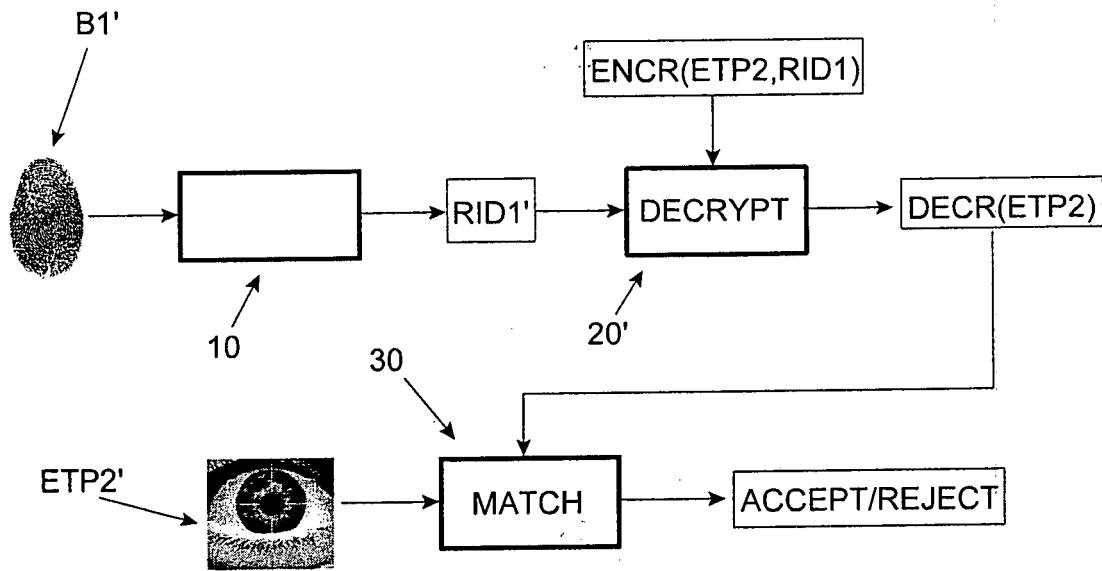 B1'
ENCR(ETP2,RID1)
RID1'
DECRYPT
DECR(ETP2)
10
20'
30
ETP2'
MATCH
ACCEPT/REJECT